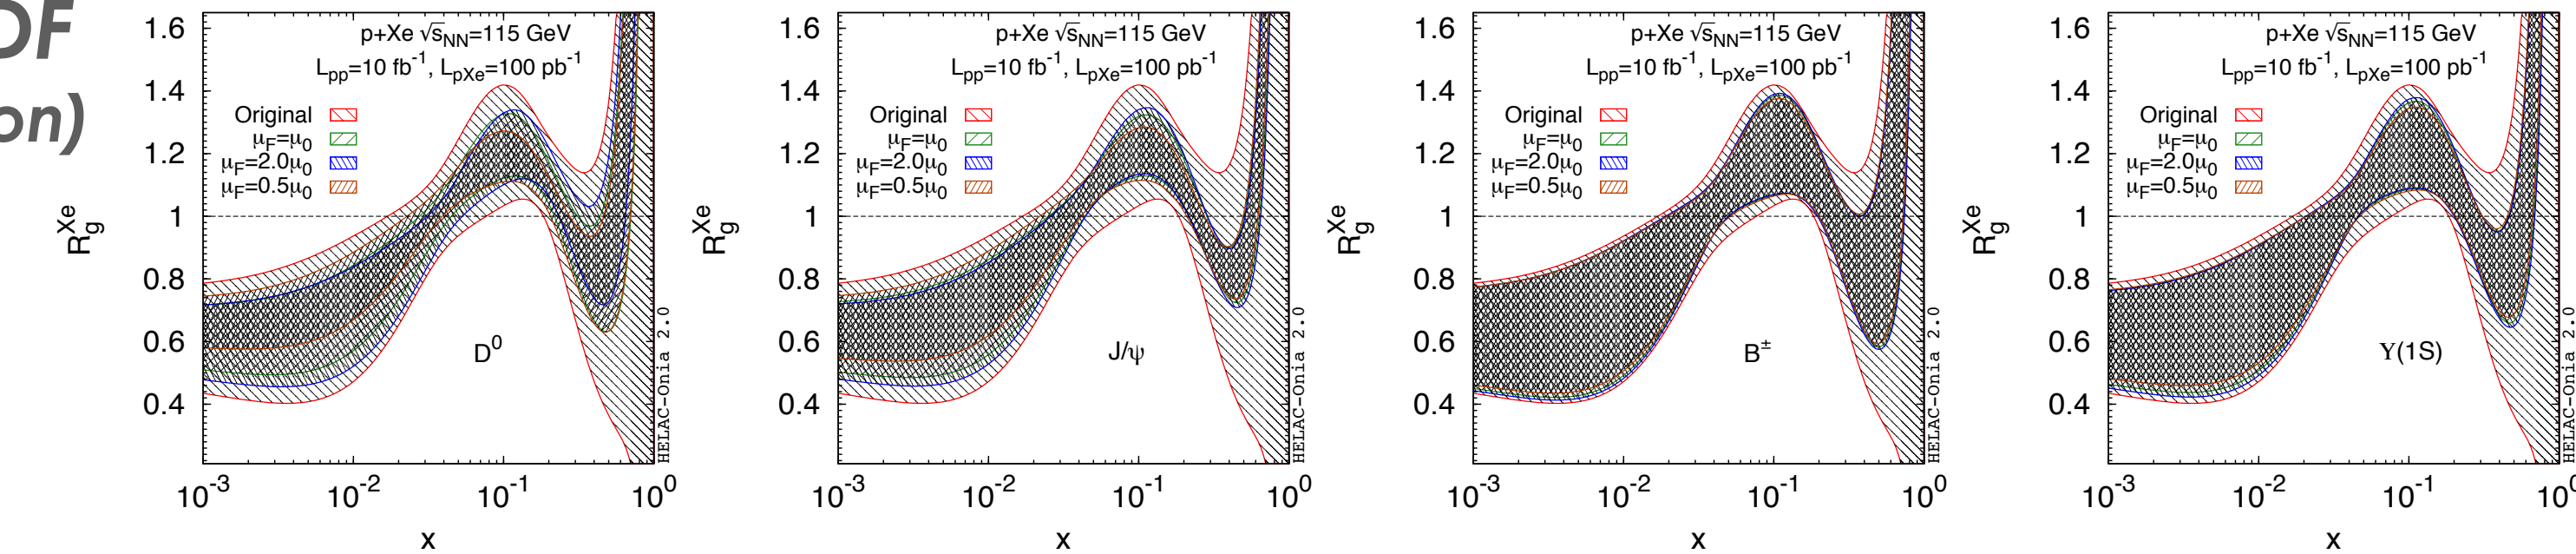 DF
on)
p+Xe √sNN=115 GeV
Lpp=10 fb-1, LpXe=100 pb-1
Original
μF=μ0
μF=2.0μ0
μF=0.5μ0
1.6
1.4
1.2
1
0.8
0.6
0.4
RgXe
D0
HELAC-Onia 2.0
10-3 10-2 10-1 100
x
p+Xe √sNN=115 GeV
Lpp=10 fb-1, LpXe=100 pb-1
Original
μF=μ0
μF=2.0μ0
μF=0.5μ0
1.6
1.4
1.2
1
0.8
0.6
0.4
RgXe
J/ψ
HELAC-Onia 2.0
10-3 10-2 10-1 100
x
p+Xe √sNN=115 GeV
Lpp=10 fb-1, LpXe=100 pb-1
Original
μF=μ0
μF=2.0μ0
μF=0.5μ0
1.6
1.4
1.2
1
0.8
0.6
0.4
RgXe
B±
HELAC-Onia 2.0
10-3 10-2 10-1 100
x
p+Xe √sNN=115 GeV
Lpp=10 fb-1, LpXe=100 pb-1
Original
μF=μ0
μF=2.0μ0
μF=0.5μ0
1.6
1.4
1.2
1
0.8
0.6
0.4
RgXe
ϒ(1S)
HELAC-Onia 2.0
10-3 10-2 10-1 100
x